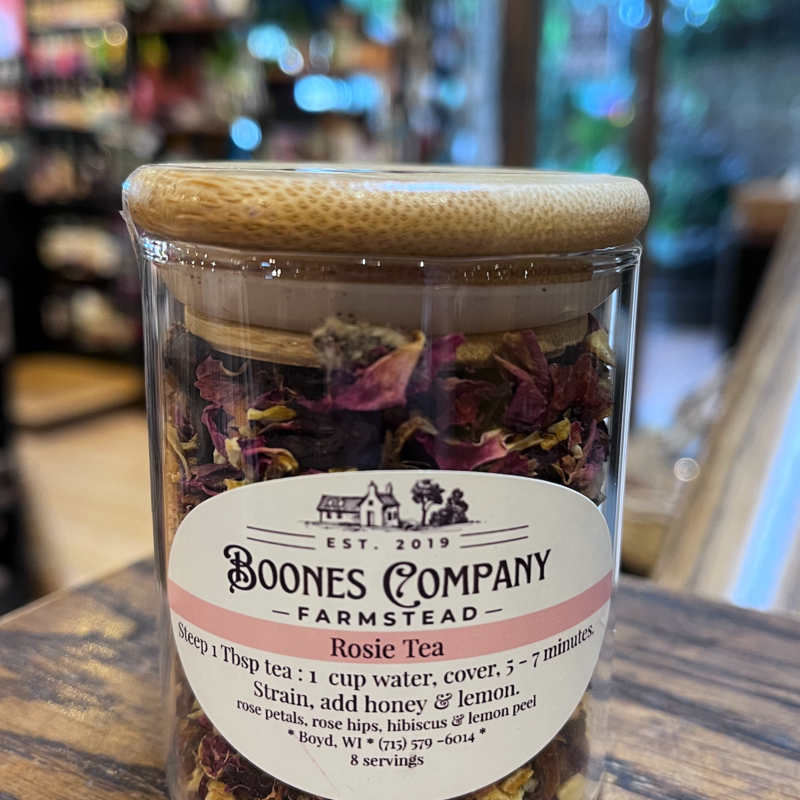 EST. 2019
BOONES COMPANY
FARMSTEAD
Rosie Tea
Steep 1 Tbsp tea : 1 cup water, cover, 5 - 7 minutes.
Strain, add honey & lemon.
rose petals, rose hips, hibiscus & lemon peel
* Boyd, WI * (715) 579 -6014 *
8 servings